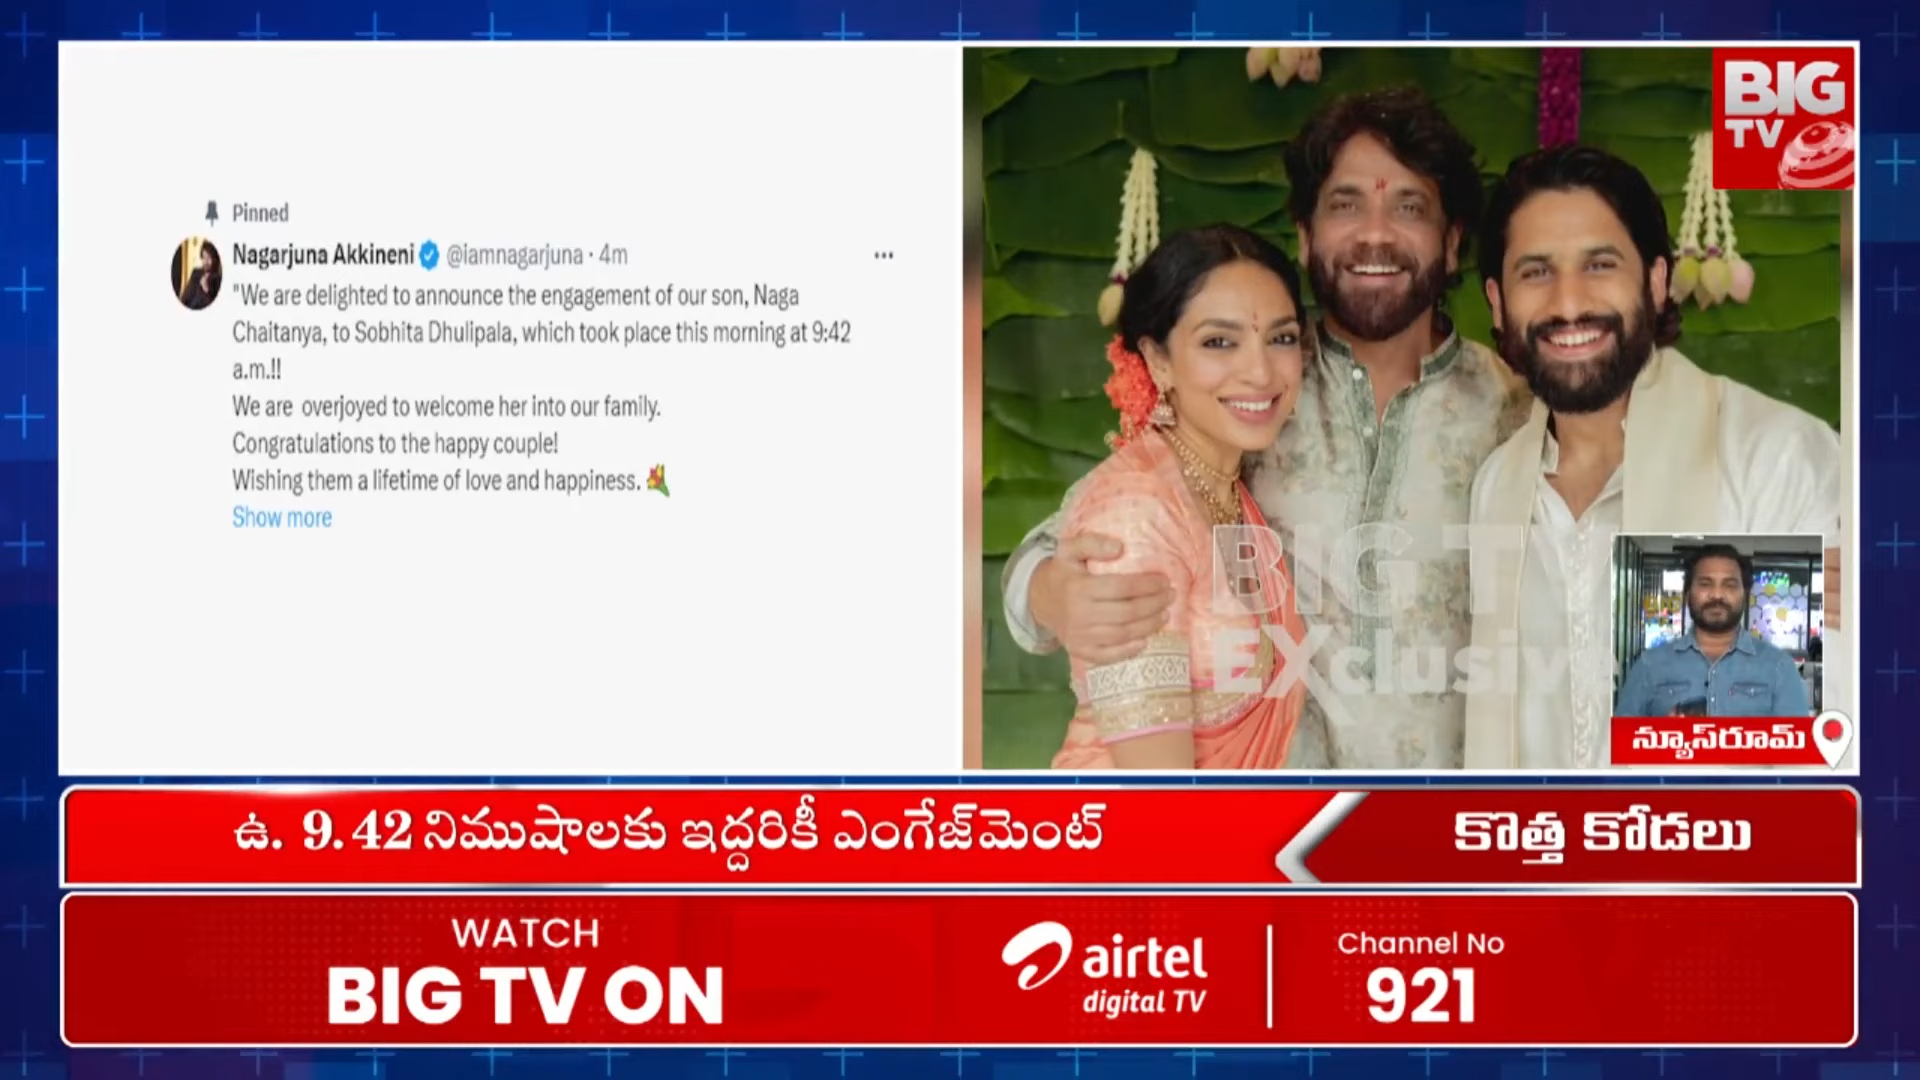 Pinned
Nagarjuna Akkineni @iamnagarjuna · 4m
"We are delighted to announce the engagement of our son, Naga
Chaitanya, to Sobhita Dhulipala, which took place this morning at 9:42
a.m.!!
We are overjoyed to welcome her into our family.
Congratulations to the happy couple!
Wishing them a lifetime of love and happiness. 💐
Show more
BIG
TV
BIG TV
EXclusive
న్యూస్‌రూమ్
ఉ. 9.42 నిముషాలకు ఇద్దరికీ ఎంగేజ్‌మెంట్
కొత్త కోడలు
WATCH
BIG TV ON
airtel
digital TV
Channel No
921